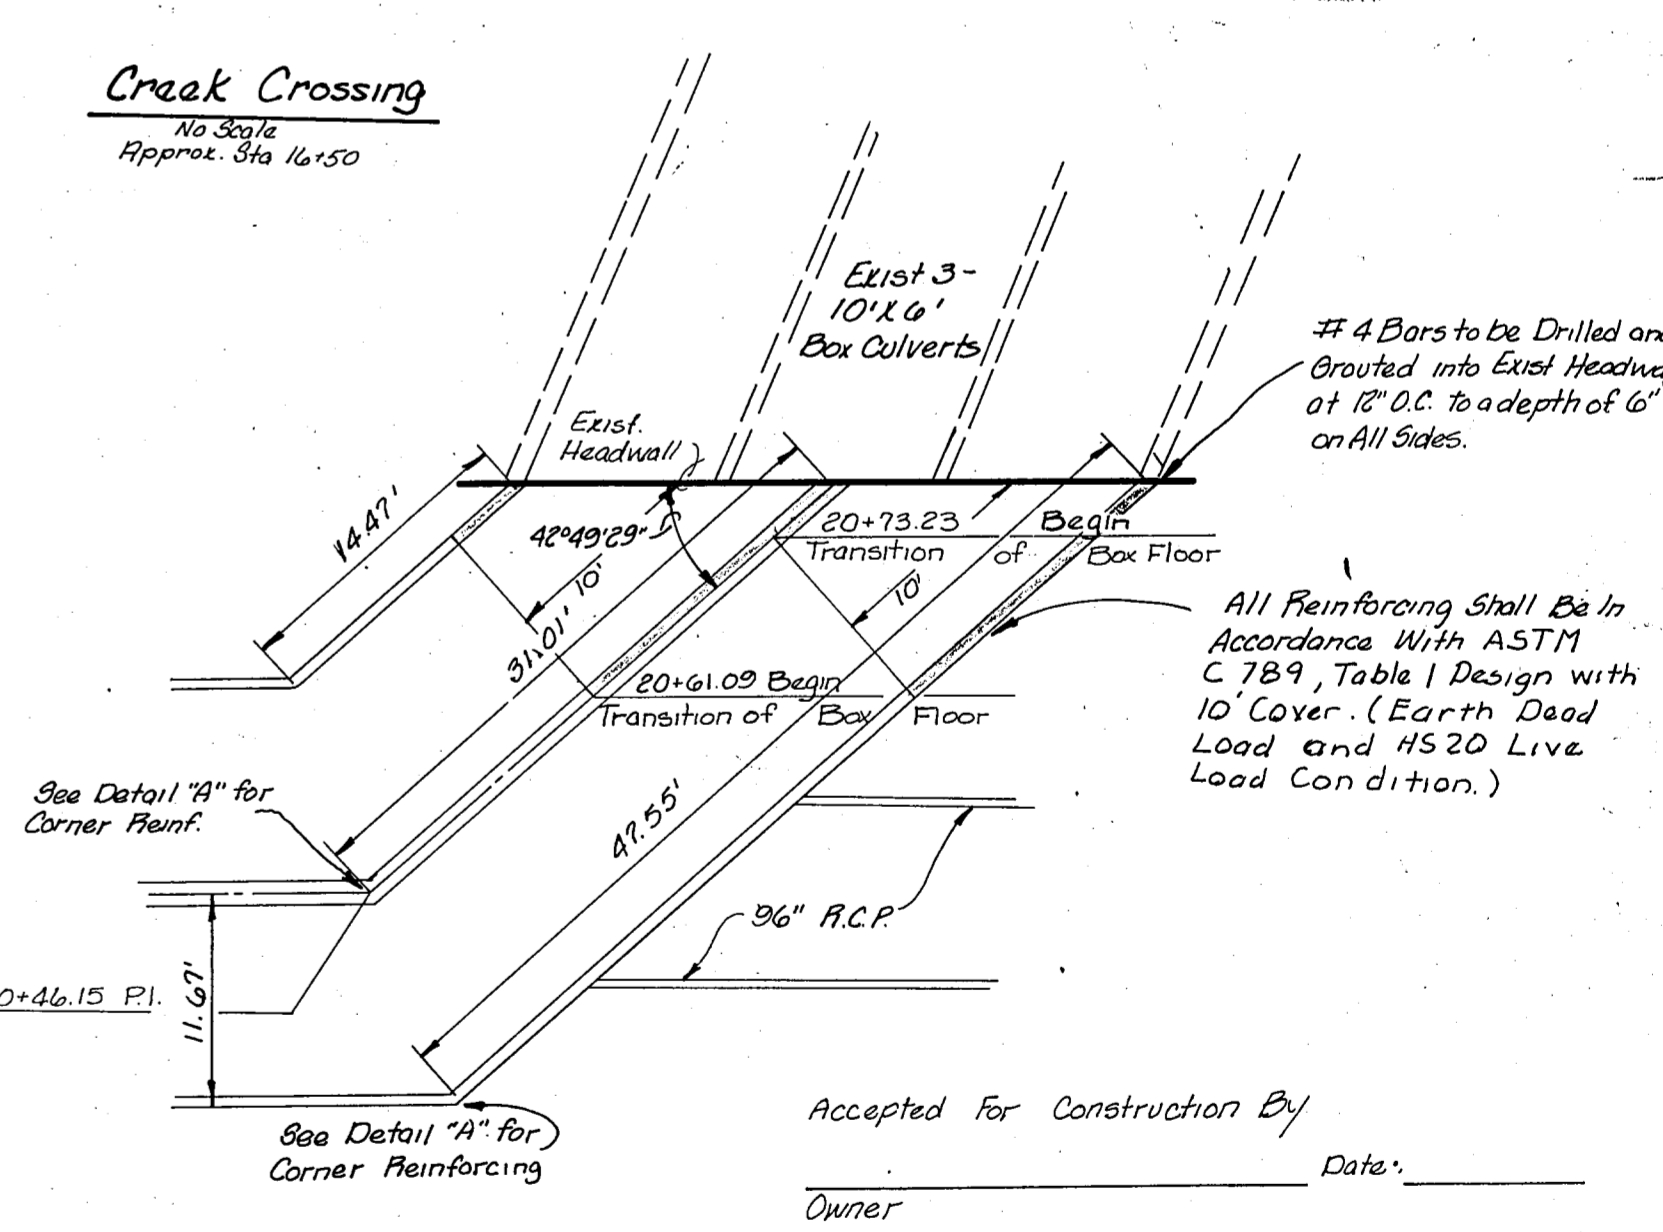 Creek Crossing
No Scale
Approx. Sta 16+50
Exist 3-
10'X6'
Box Culverts
#4 Bars to be Drilled and
Grouted into Exist Headwa
at 12" O.C. to a depth of 6"
on All Sides.
Exist.
Headwall
14.47'
42°49'29"
10'
31.01'
20+73.23 Begin
Transition of Box Floor
10'
All Reinforcing Shall Be In
Accordance With ASTM
C 789, Table 1 Design with
10' Cover. (Earth Dead
Load and HS20 Live
Load Condition.)
20+61.09 Begin
Transition of Box Floor
See Detail "A" for
Corner Reinf.
47.55'
96" R.C.P.
0+46.15 P.I.
11.67'
See Detail "A" for
Corner Reinforcing
Accepted For Construction By
Date:
Owner